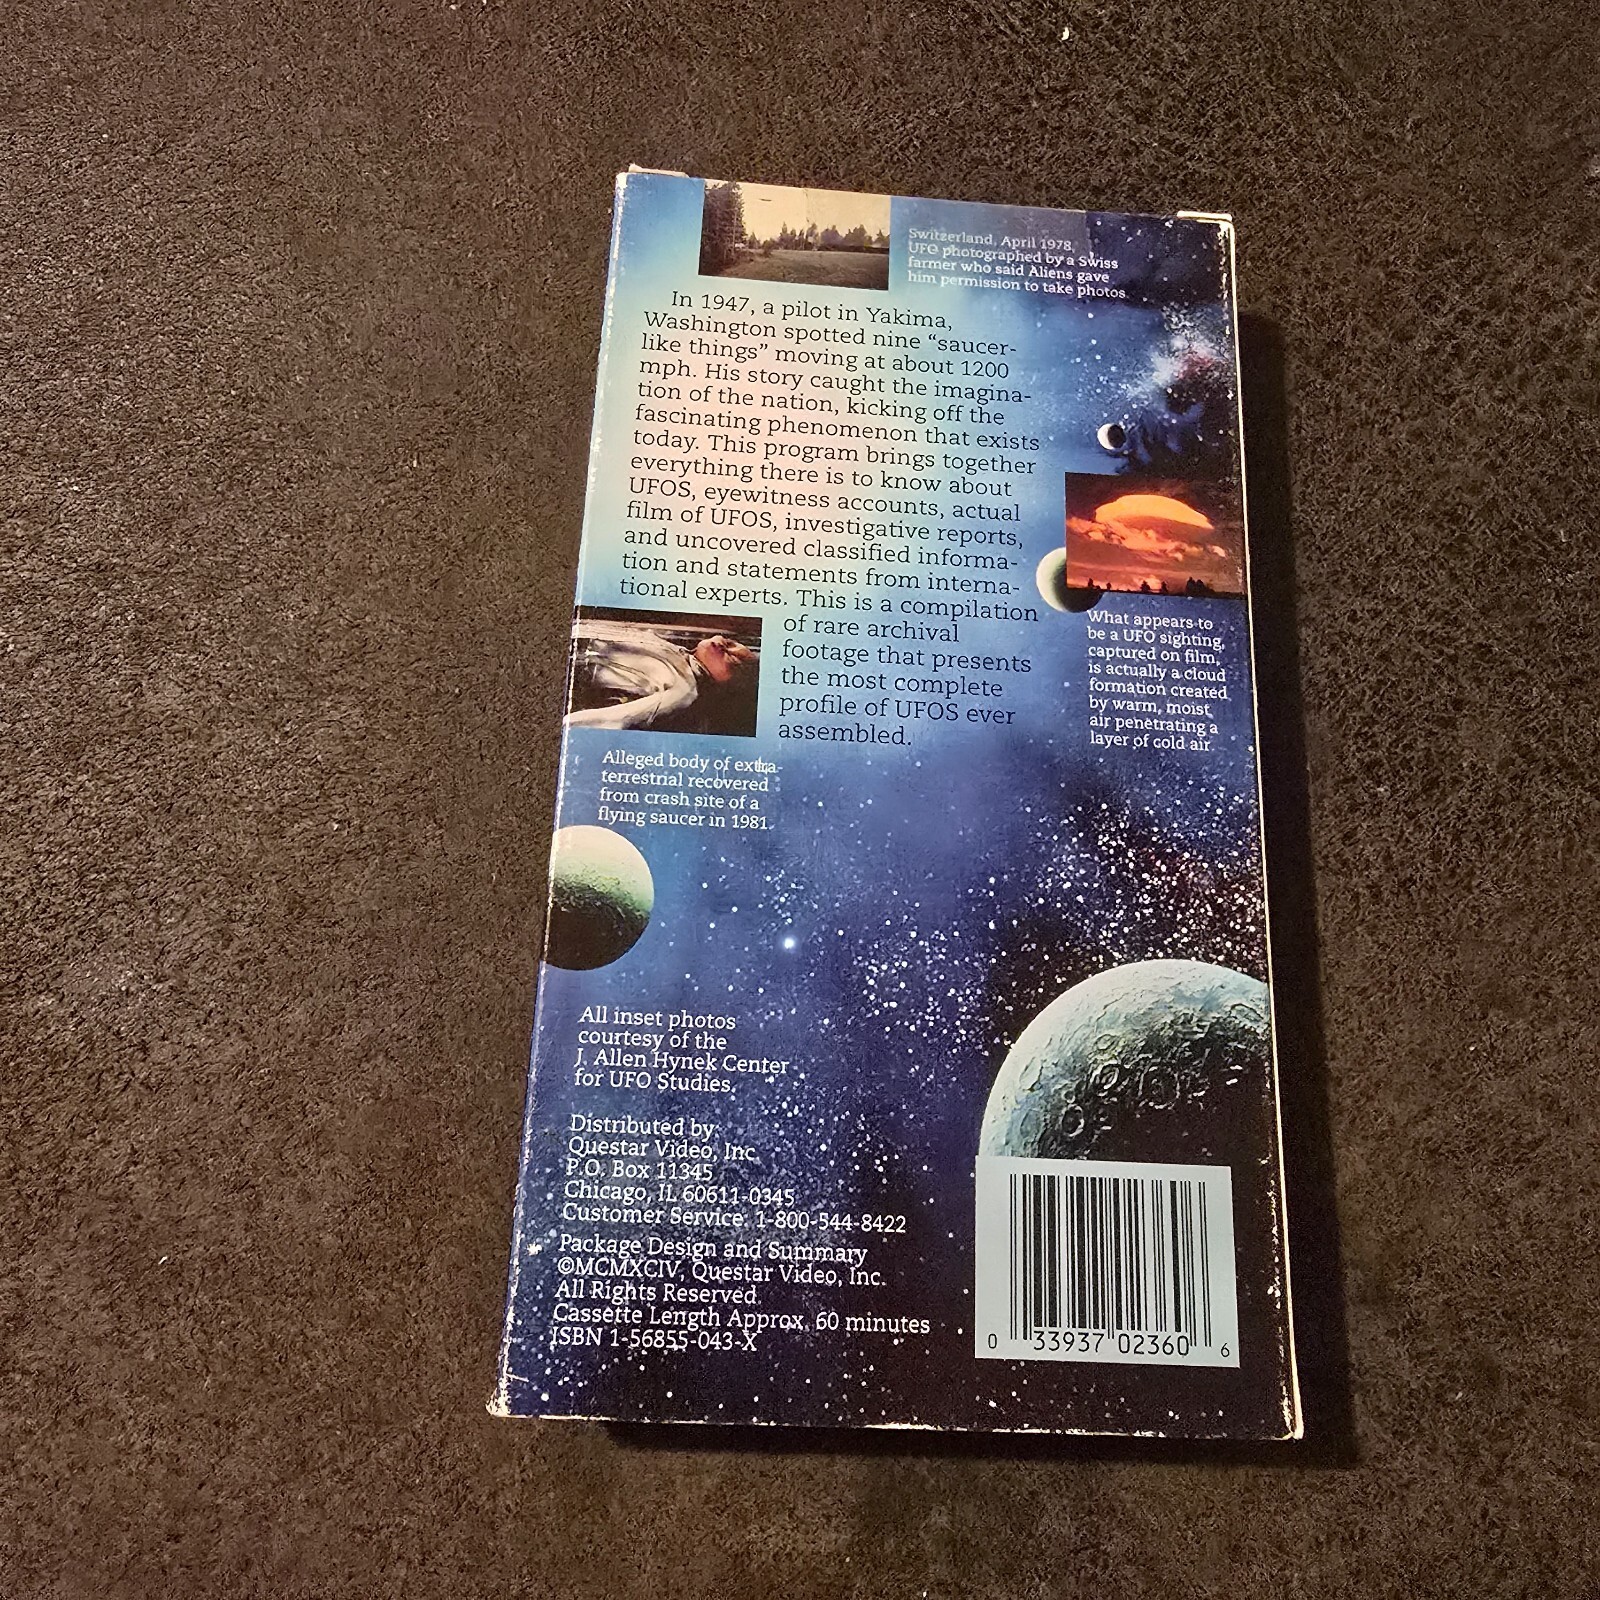 Switzerland, April 1978,
UFO photographed by a Swiss
farmer who said Aliens gave
him permission to take photos
In 1947, a pilot in Yakima,
Washington spotted nine “saucer-
like things” moving at about 1200
mph. His story caught the imagina-
tion of the nation, kicking off the
fascinating phenomenon that exists
today. This program brings together
everything there is to know about
UFOS, eyewitness accounts, actual
film of UFOS, investigative reports,
and uncovered classified informa-
tion and statements from interna-
tional experts. This is a compilation
of rare archival
footage that presents
the most complete
profile of UFOS ever
assembled.
What appears to
be a UFO sighting,
captured on film,
is actually a cloud
formation created
by warm, moist
air penetrating a
layer of cold air.
Alleged body of extra-
terrestrial recovered
from crash site of a
flying saucer in 1981.
All inset photos
courtesy of the
J. Allen Hynek Center
for UFO Studies.
Distributed by:
Questar Video, Inc.
P.O. Box 11345
Chicago, IL 60611-0345
Customer Service: 1-800-544-8422
Package Design and Summary
©MCMXCIV, Questar Video, Inc.
All Rights Reserved.
Cassette Length Approx. 60 minutes
ISBN 1-56855-043-X
0 33937 02360 6